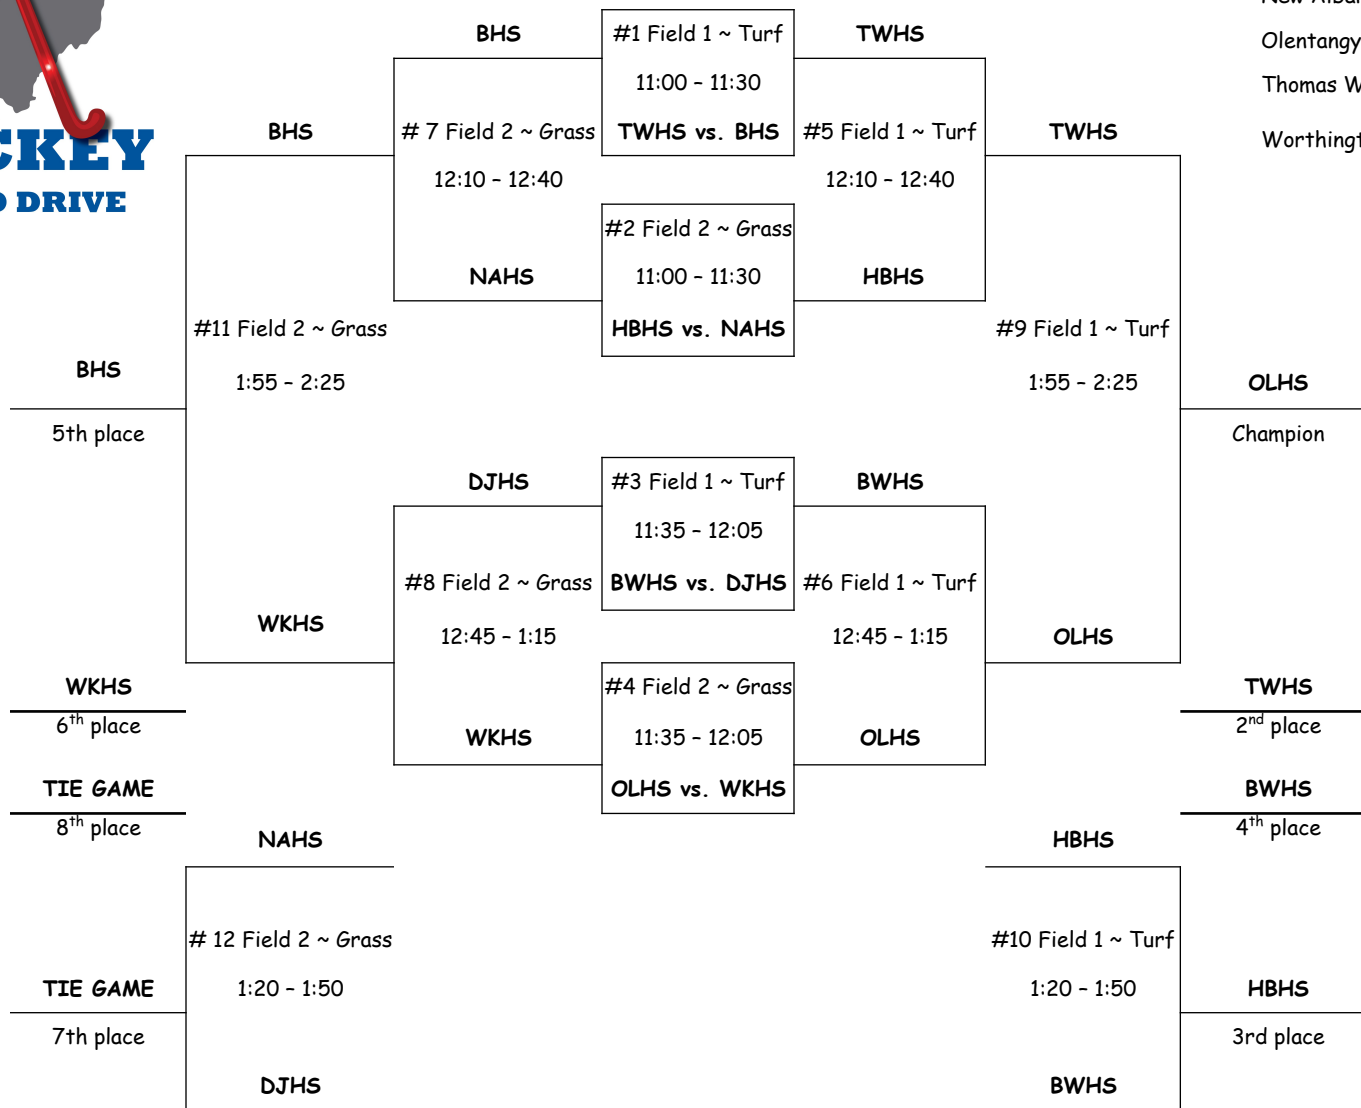 BHS
#1 Field 1 ~ Turf
TWHS
11:00 – 11:30
TWHS vs. BHS
BHS
# 7 Field 2 ~ Grass
12:10 – 12:40
#5 Field 1 ~ Turf
12:10 – 12:40
TWHS
#2 Field 2 ~ Grass
11:00 – 11:30
HBHS vs. NAHS
NAHS
HBHS
#11 Field 2 ~ Grass
1:55 – 2:25
#9 Field 1 ~ Turf
1:55 – 2:25
BHS
5th place
OLHS
Champion
DJHS
#3 Field 1 ~ Turf
11:35 – 12:05
BWHS vs. DJHS
BWHS
#8 Field 2 ~ Grass
12:45 – 1:15
#6 Field 1 ~ Turf
12:45 – 1:15
WKHS
OLHS
#4 Field 2 ~ Grass
11:35 – 12:05
OLHS vs. WKHS
WKHS
OLHS
WKHS
6th place
TWHS
2nd place
TIE GAME
8th place
BWHS
4th place
NAHS
# 12 Field 2 ~ Grass
1:20 – 1:50
DJHS
TIE GAME
7th place
HBHS
#10 Field 1 ~ Turf
1:20 – 1:50
BWHS
HBHS
3rd place
Olentangy
Thomas W
DRIVE